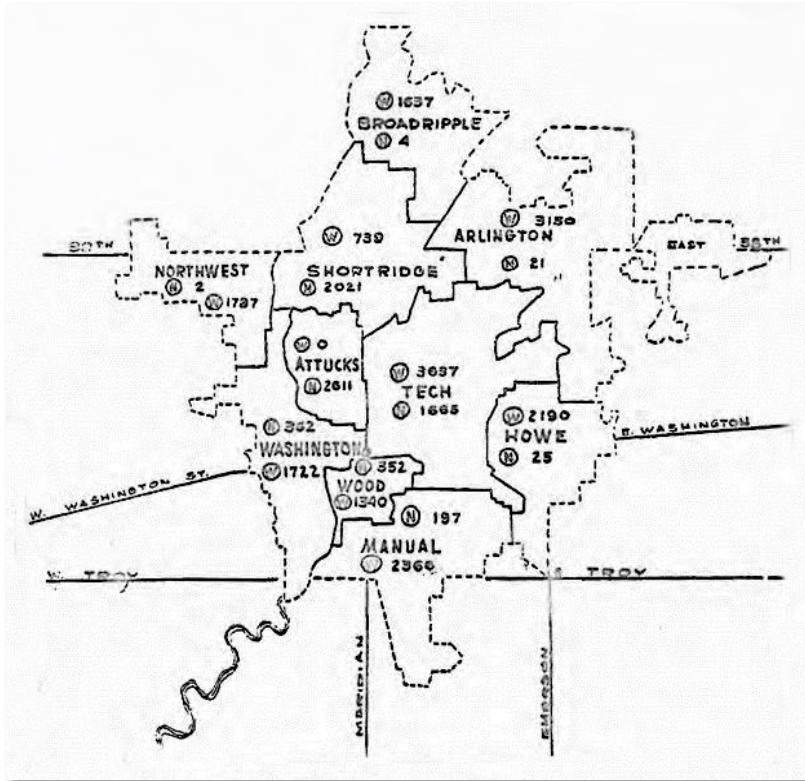 W 1637
BROADRIPPLE
N 4
W 739
SHORTRIDGE
N 2021
W 3150
ARLINGTON
N 21
EAST
38TH
NORTHWEST
N 2
W 1737
W 0
ATTUCKS
N 2611
W 3637
TECH
N 1665
W 2190
HOWE
N 25
E. WASHINGTON
N 362
WASHINGTON
W 1722
W. WASHINGTON ST.
N 352
WOOD
W 1340
N 197
MANUAL
W 2366
W. TROY
E TROY
MERIDIAN
EMERSON